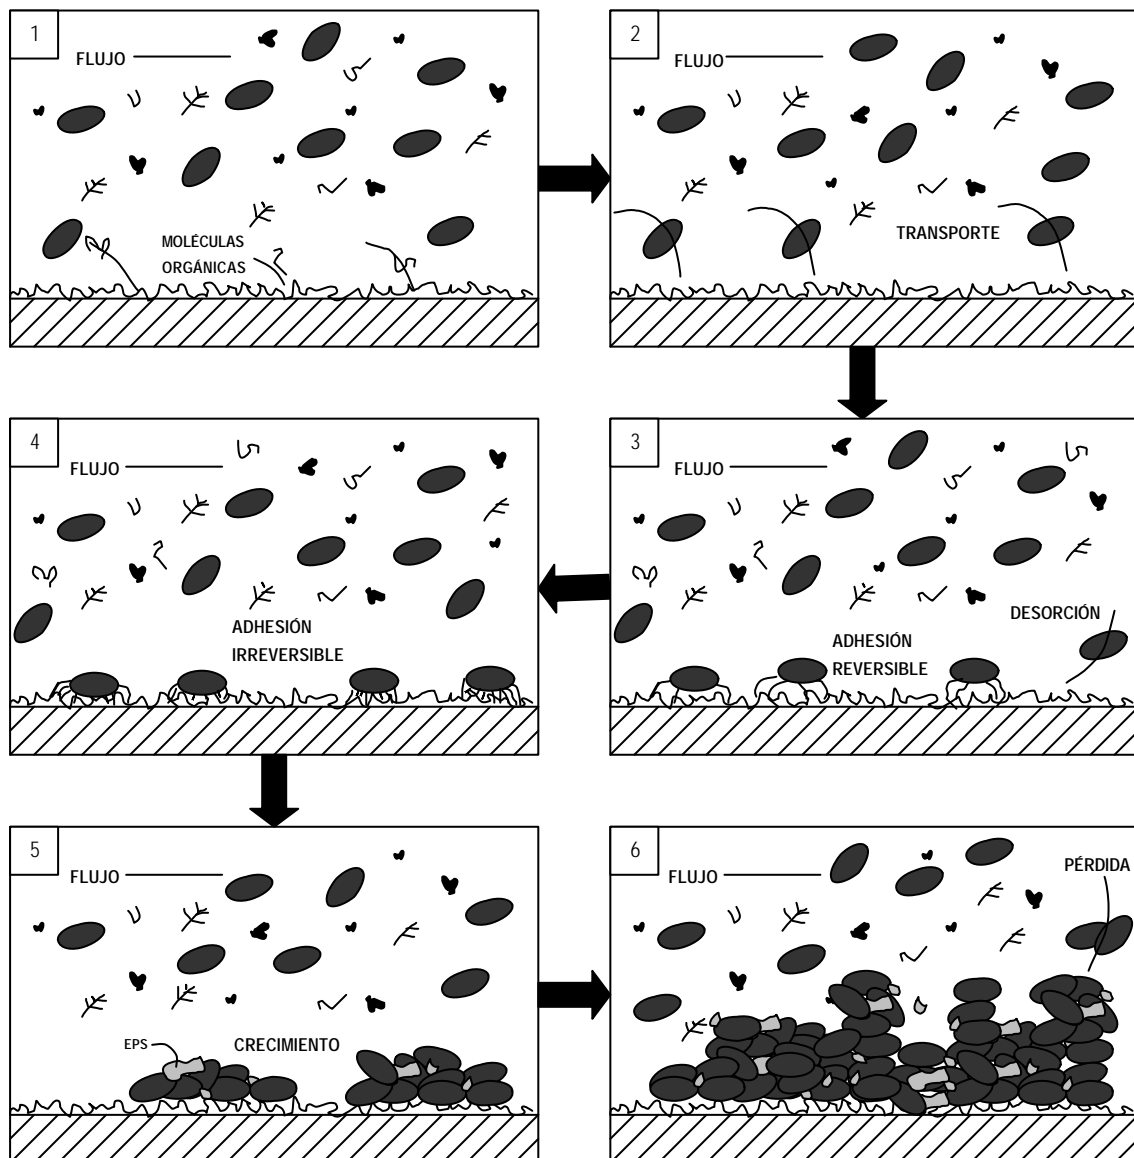 1
FLUJO
MOLÉCULAS
ORGÁNICAS
2
FLUJO
TRANSPORTE
3
FLUJO
DESORCIÓN
ADHESIÓN
REVERSIBLE
4
FLUJO
ADHESIÓN
IRREVERSIBLE
5
FLUJO
EPS
CRECIMIENTO
6
FLUJO
PÉRDIDA